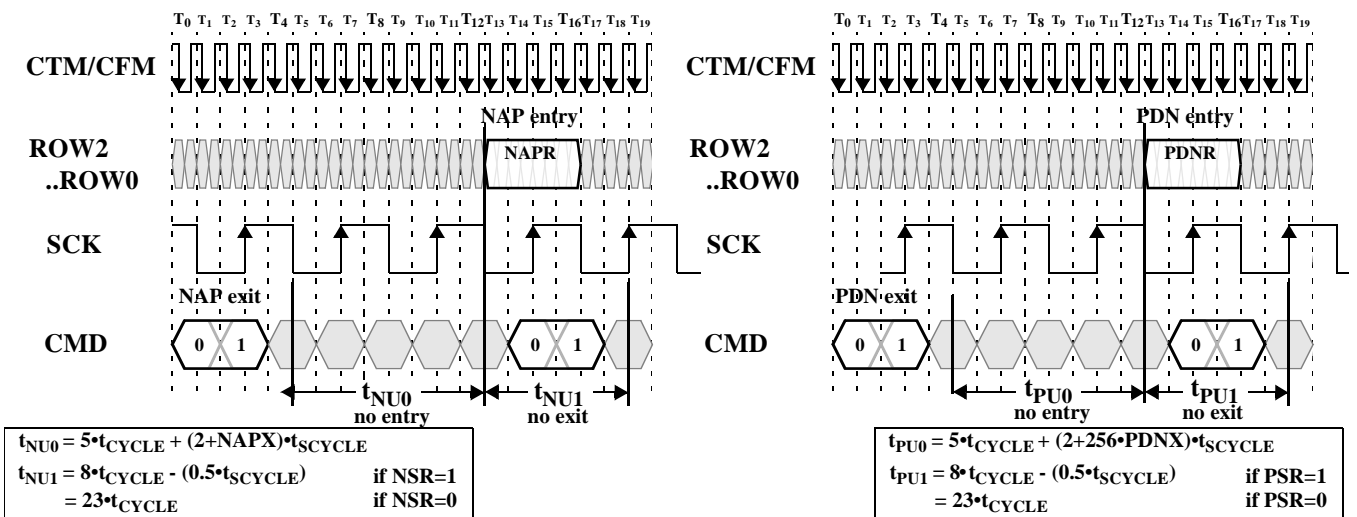 T0 T1 T2 T3 T4 T5 T6 T7 T8 T9 T10 T11 T12 T13 T14 T15 T16 T17 T18 T19
CTM/CFM
NAP entry
ROW2
..ROW0
NAPR
SCK
NAP exit
CMD
0 1
0 1
tNU0
no entry
tNU1
no exit
tNU0 = 5•tCYCLE + (2+NAPX)•tSCYCLE
tNU1 = 8•tCYCLE - (0.5•tSCYCLE) if NSR=1
= 23•tCYCLE if NSR=0
T0 T1 T2 T3 T4 T5 T6 T7 T8 T9 T10 T11 T12 T13 T14 T15 T16 T17 T18 T19
CTM/CFM
PDN entry
ROW2
..ROW0
PDNR
SCK
PDN exit
CMD
0 1
0 1
tPU0
no entry
tPU1
no exit
tPU0 = 5•tCYCLE + (2+256•PDNX)•tSCYCLE
tPU1 = 8•tCYCLE - (0.5•tSCYCLE) if PSR=1
= 23•tCYCLE if PSR=0